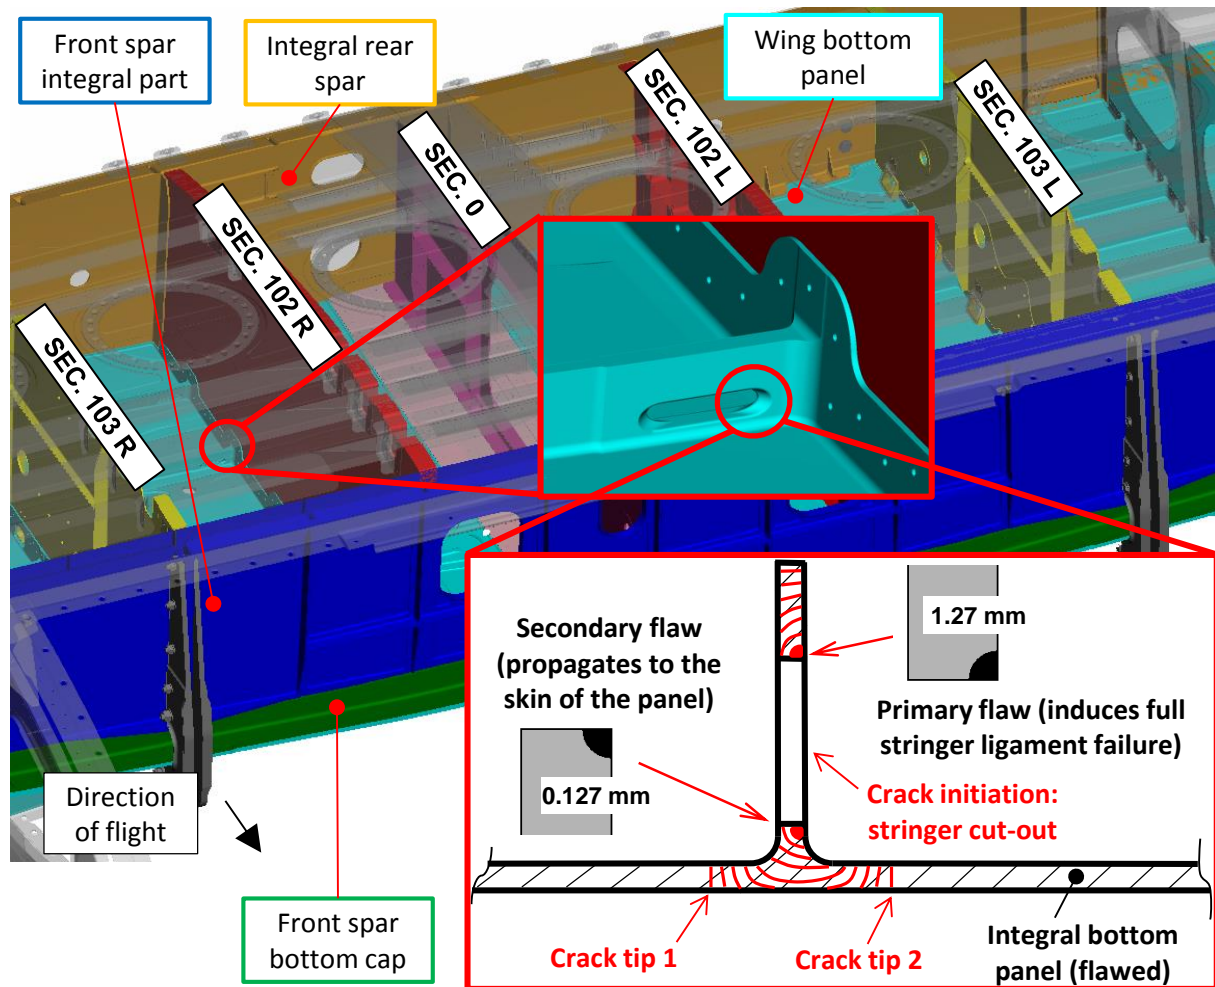 Front spar
integral part
Integral rear
spar
Wing bottom
panel
SEC. 103 R
SEC. 102 R
SEC. 0
SEC. 102 L
SEC. 103 L
Secondary flaw
(propagates to the
skin of the panel)
0.127 mm
1.27 mm
Primary flaw (induces full
stringer ligament failure)
Crack initiation:
stringer cut-out
Direction
of flight
Front spar
bottom cap
Crack tip 1
Crack tip 2
Integral bottom
panel (flawed)